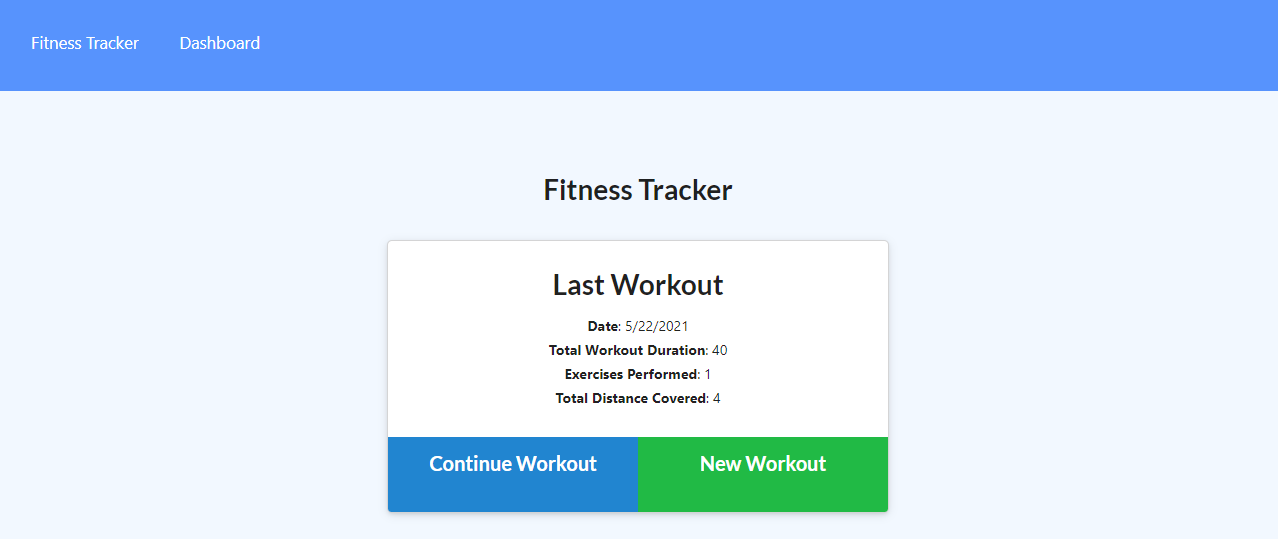 Fitness Tracker Dashboard
Fitness Tracker
Last Workout
Date: 5/22/2021
Total Workout Duration: 40
Exercises Performed: 1
Total Distance Covered: 4
Continue Workout New Workout